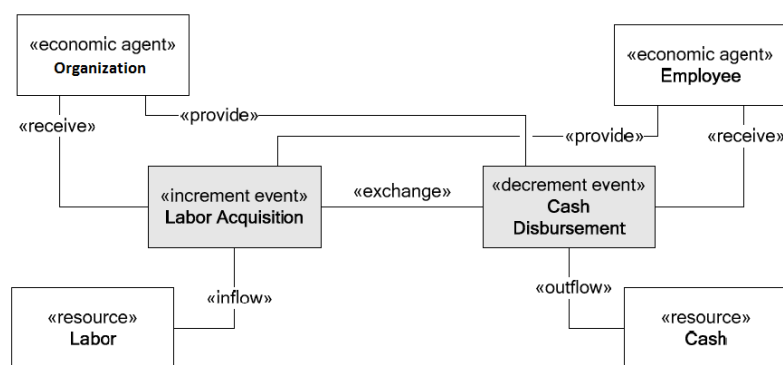 «economic agent»
Organization
«economic agent»
Employee
«receive»
«provide»
«provide»
«receive»
«increment event»
Labor Acquisition
«exchange»
«decrement event»
Cash
Disbursement
«inflow»
«outflow»
«resource»
Labor
«resource»
Cash